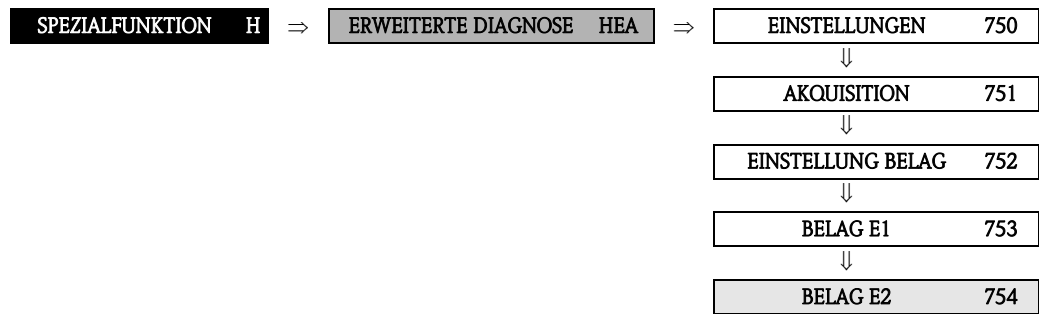 SPEZIALFUNKTION H ⇒ ERWEITERTE DIAGNOSE HEA ⇒ EINSTELLUNGEN 750
⇓
AKQUISITION 751
⇓
EINSTELLUNG BELAG 752
⇓
BELAG E1 753
⇓
BELAG E2 754